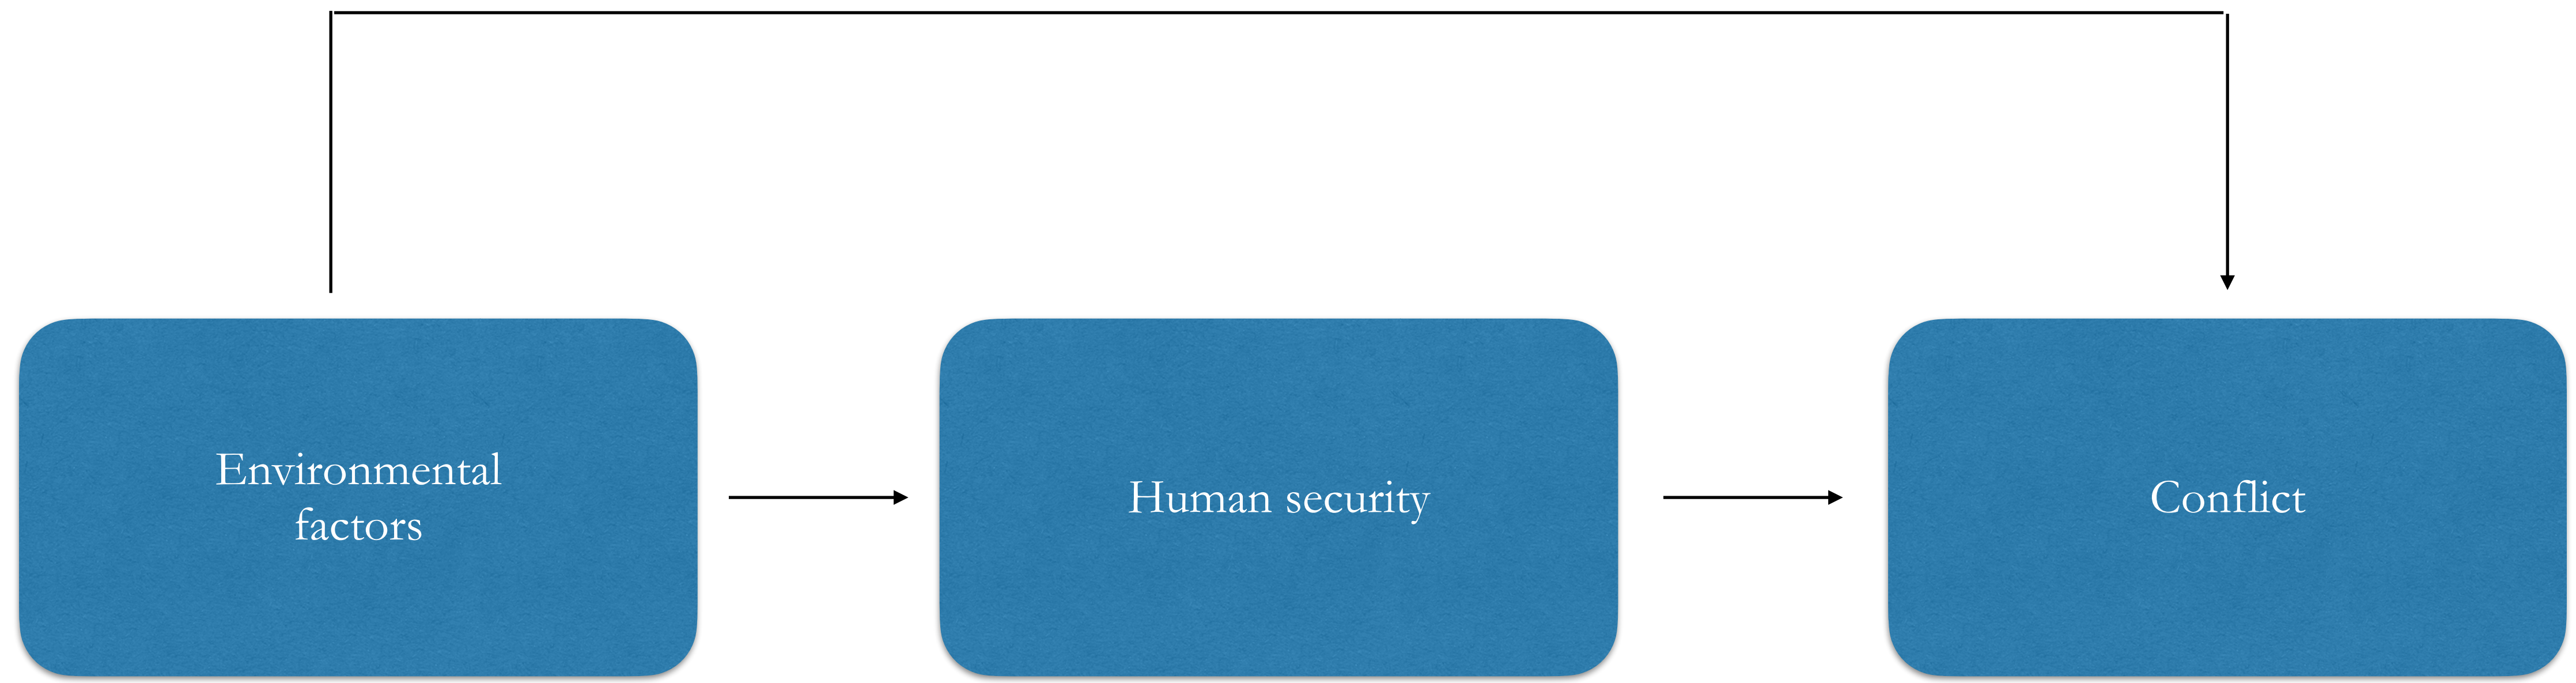 Environmental
factors
Human security
Conflict